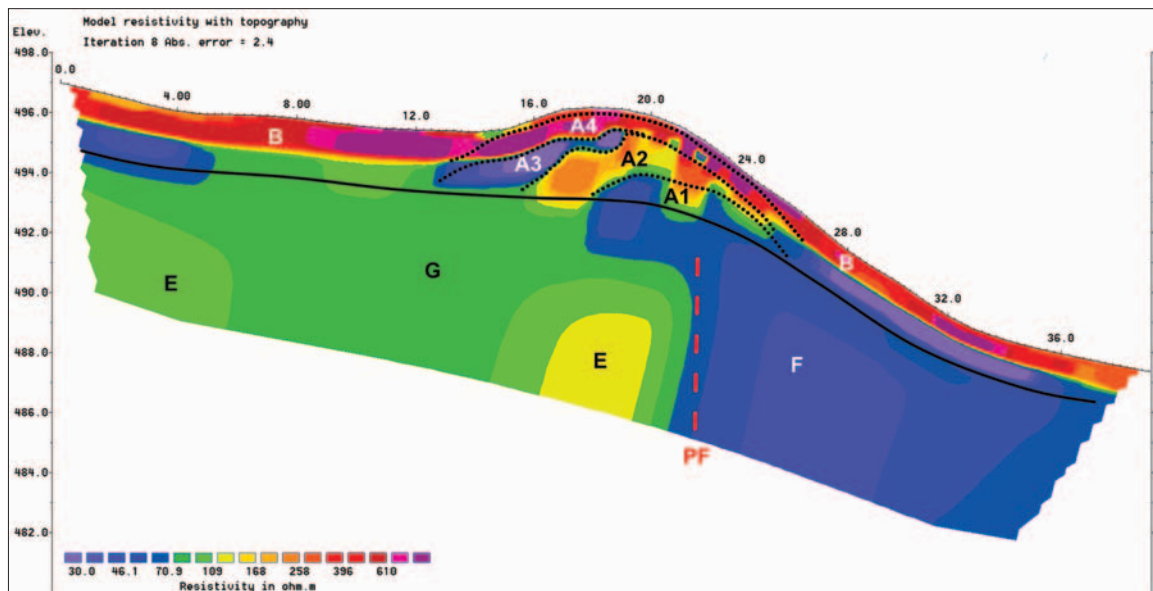 Model resistivity with topography
Elev.
Iteration 8 Abs. error = 2.4
498.0
0.0
496.0
4.00
8.00
12.0
16.0
20.0
B
A4
A3
A2
24.0
494.0
A1
492.0
28.0
B
490.0
E
G
32.0
488.0
E
F
36.0
486.0
PF
484.0
482.0
30.0 46.1 70.9 109 168 258 396 610
Resistivity in ohm.m